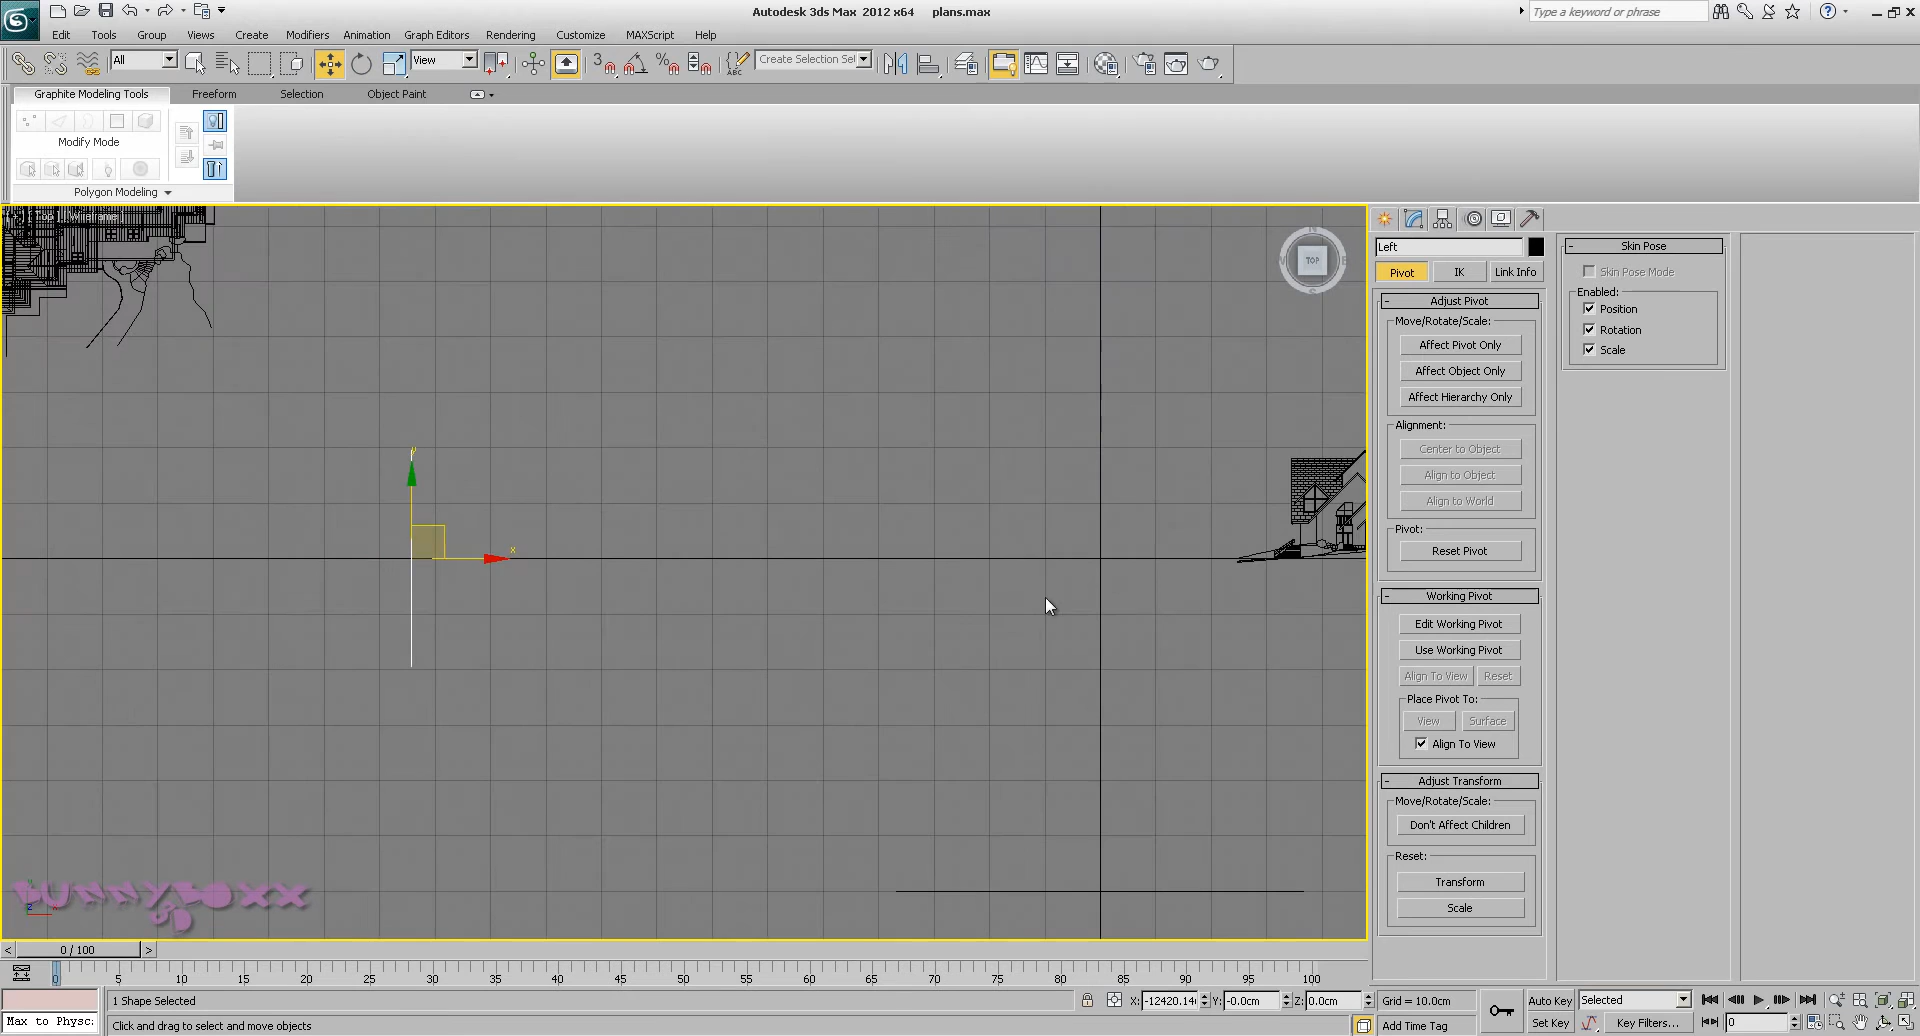 Autodesk 3ds Max 2012 x64 plans.max
Type a keyword or phrase
Edit Tools Group Views Create Modifiers Animation Graph Editors Rendering Customize MAXScript Help
All View Create Selection Sel
Graphite Modeling Tools Freeform Selection Object Paint
Modify Mode
Polygon Modeling
TOP
y
x
BUNNYBOXX
3D
Left
Pivot IK Link Info
- Adjust Pivot
Move/Rotate/Scale:
Affect Pivot Only
Affect Object Only
Affect Hierarchy Only
Alignment:
Center to Object
Align to Object
Align to World
Pivot:
Reset Pivot
- Working Pivot
Edit Working Pivot
Use Working Pivot
Align To View Reset
Place Pivot To:
View Surface
Align To View
- Adjust Transform
Move/Rotate/Scale:
Don't Affect Children
Reset:
Transform
Scale
- Skin Pose
Skin Pose Mode
Enabled:
Position
Rotation
Scale
< 0 / 100 >
0 5 10 15 20 25 30 35 40 45 50 55 60 65 70 75 80 85 90 95 100
1 Shape Selected X: -12420.14 Y: -0.0cm Z: 0.0cm Grid = 10.0cm Auto Key Selected
Max to Physc: Click and drag to select and move objects Add Time Tag Set Key Key Filters... 0